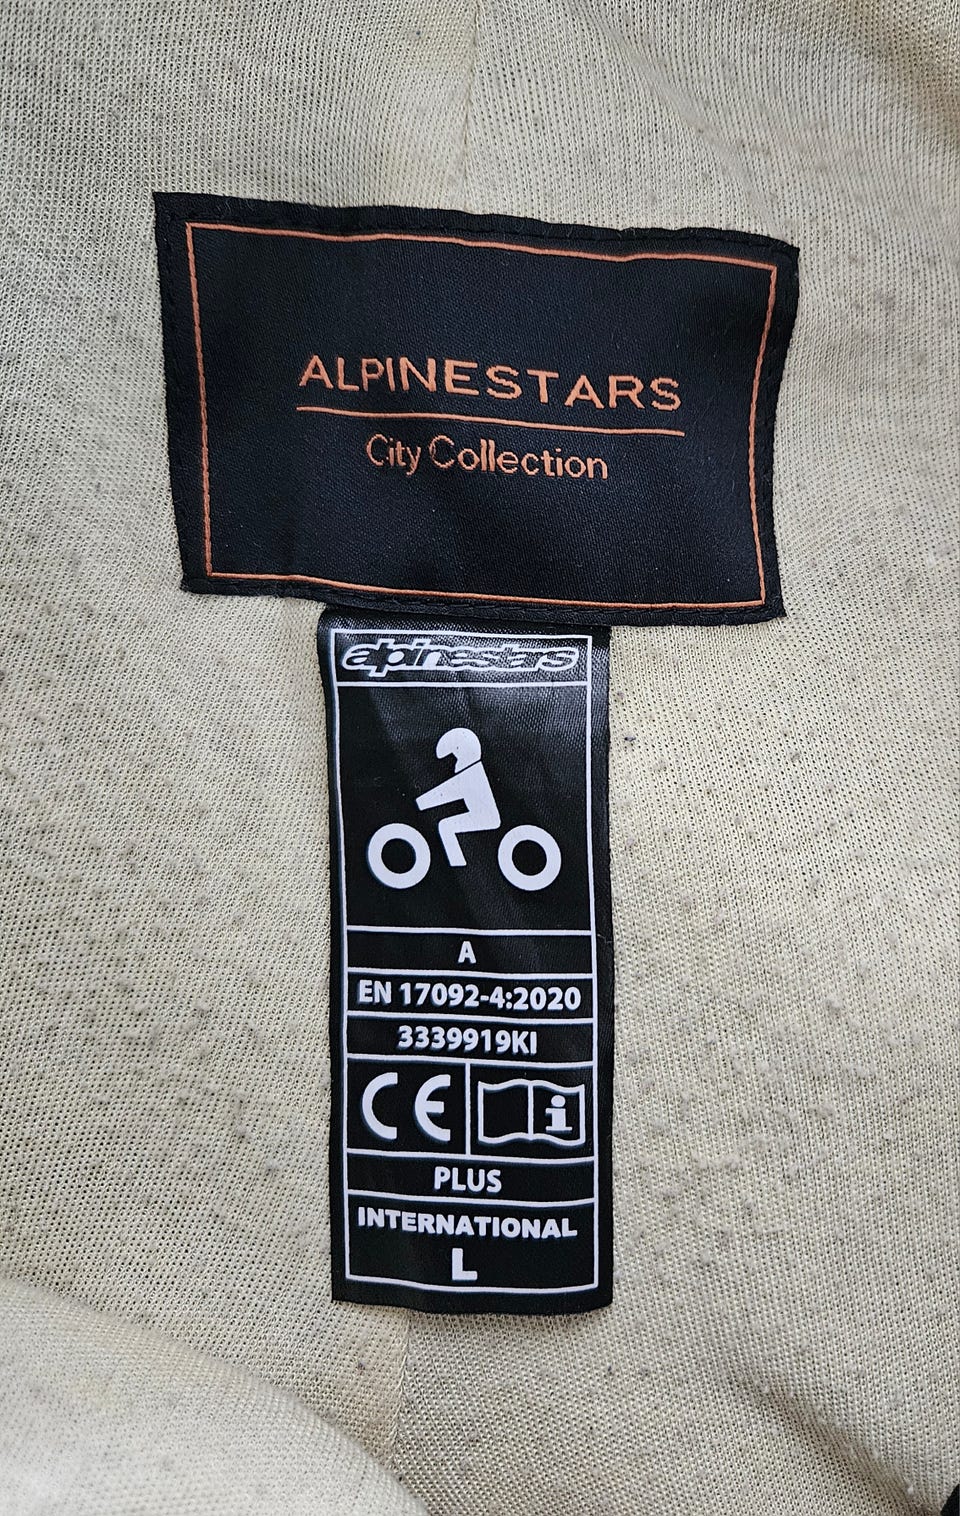 ALPINESTARS
City Collection
alpinestars
A
EN 17092-4:2020
3339919KI
CE i
PLUS
INTERNATIONAL
L